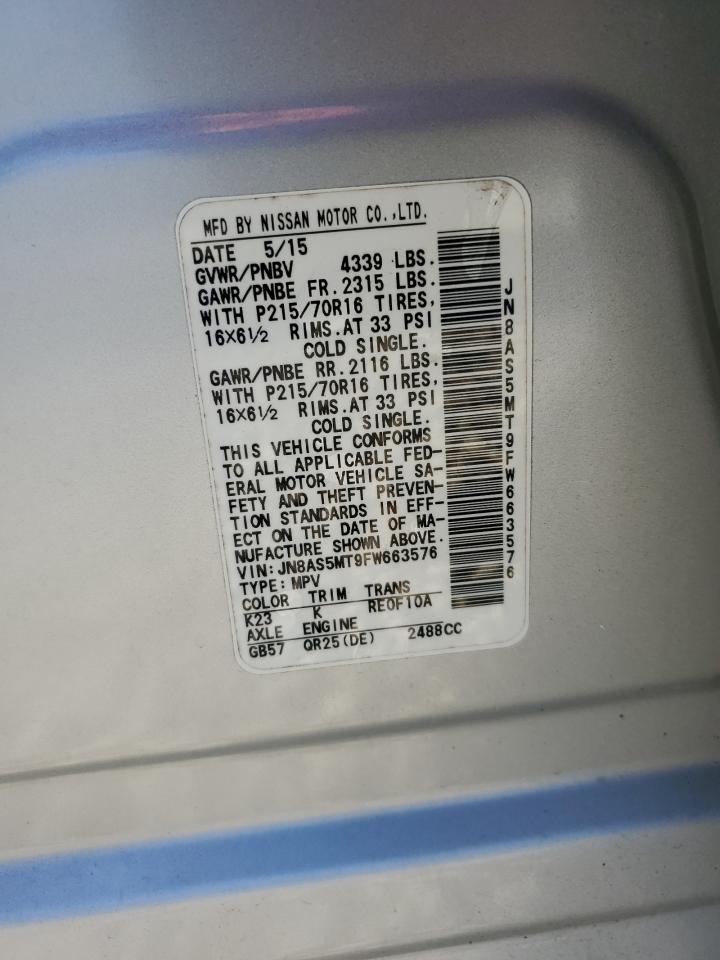 MFD BY NISSAN MOTOR CO.,LTD.
DATE 5/15
GVWR/PNBV 4339 LBS.
GAWR/PNBE FR.2315 LBS.
WITH P215/70R16 TIRES,
16X6½ RIMS.AT 33 PSI
COLD SINGLE.
GAWR/PNBE RR.2116 LBS.
WITH P215/70R16 TIRES,
16X6½ RIMS.AT 33 PSI
COLD SINGLE.
THIS VEHICLE CONFORMS
TO ALL APPLICABLE FED-
ERAL MOTOR VEHICLE SA-
FETY AND THEFT PREVEN-
TION STANDARDS IN EFF-
ECT ON THE DATE OF MA-
NUFACTURE SHOWN ABOVE.
VIN:JN8AS5MT9FW663576
TYPE:MPV
COLOR TRIM TRANS
K23 K RE0F10A
AXLE ENGINE
GB57 QR25(DE) 2488CC
JN8AS5MT9FW663576